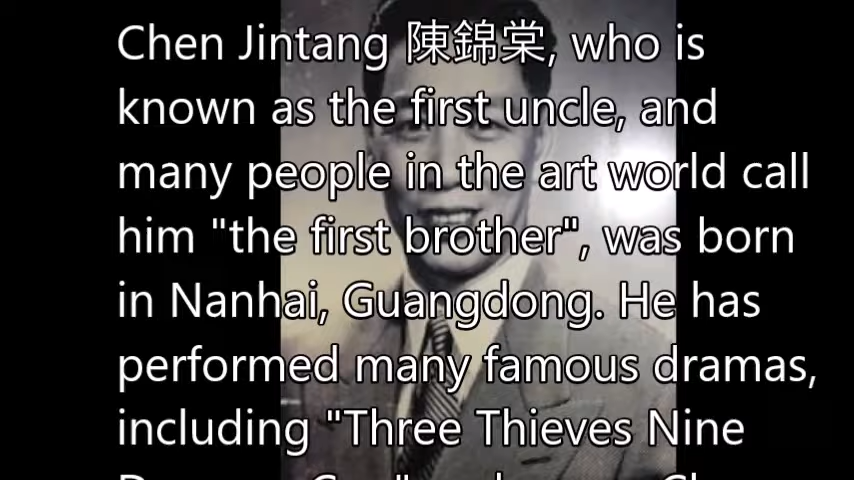 Chen Jintang 陳錦棠, who is
known as the first uncle, and
many people in the art world call
him "the first brother", was born
in Nanhai, Guangdong. He has
performed many famous dramas,
including "Three Thieves Nine